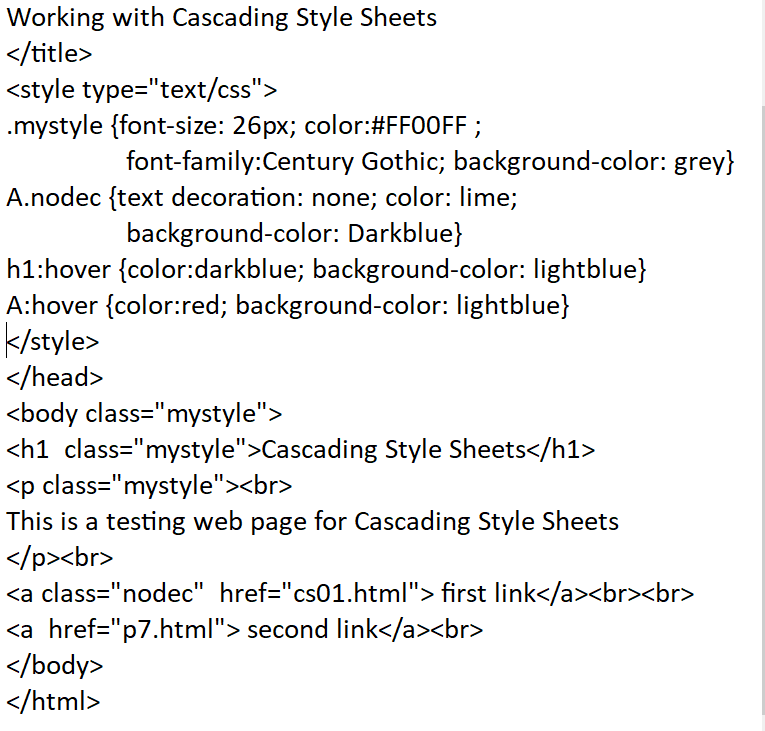 Working with Cascading Style Sheets
</title>
<style type="text/css">
.mystyle {font-size: 26px; color:#FF00FF ;
font-family:Century Gothic; background-color: grey}
A.nodec {text decoration: none; color: lime;
background-color: Darkblue}
h1:hover {color:darkblue; background-color: lightblue}
A:hover {color:red; background-color: lightblue}
</style>
</head>
<body class="mystyle">
<h1  class="mystyle">Cascading Style Sheets</h1>
<p class="mystyle"><br>
This is a testing web page for Cascading Style Sheets
</p><br>
<a class="nodec"  href="cs01.html"> first link</a><br><br>
<a  href="p7.html"> second link</a><br>
</body>
</html>